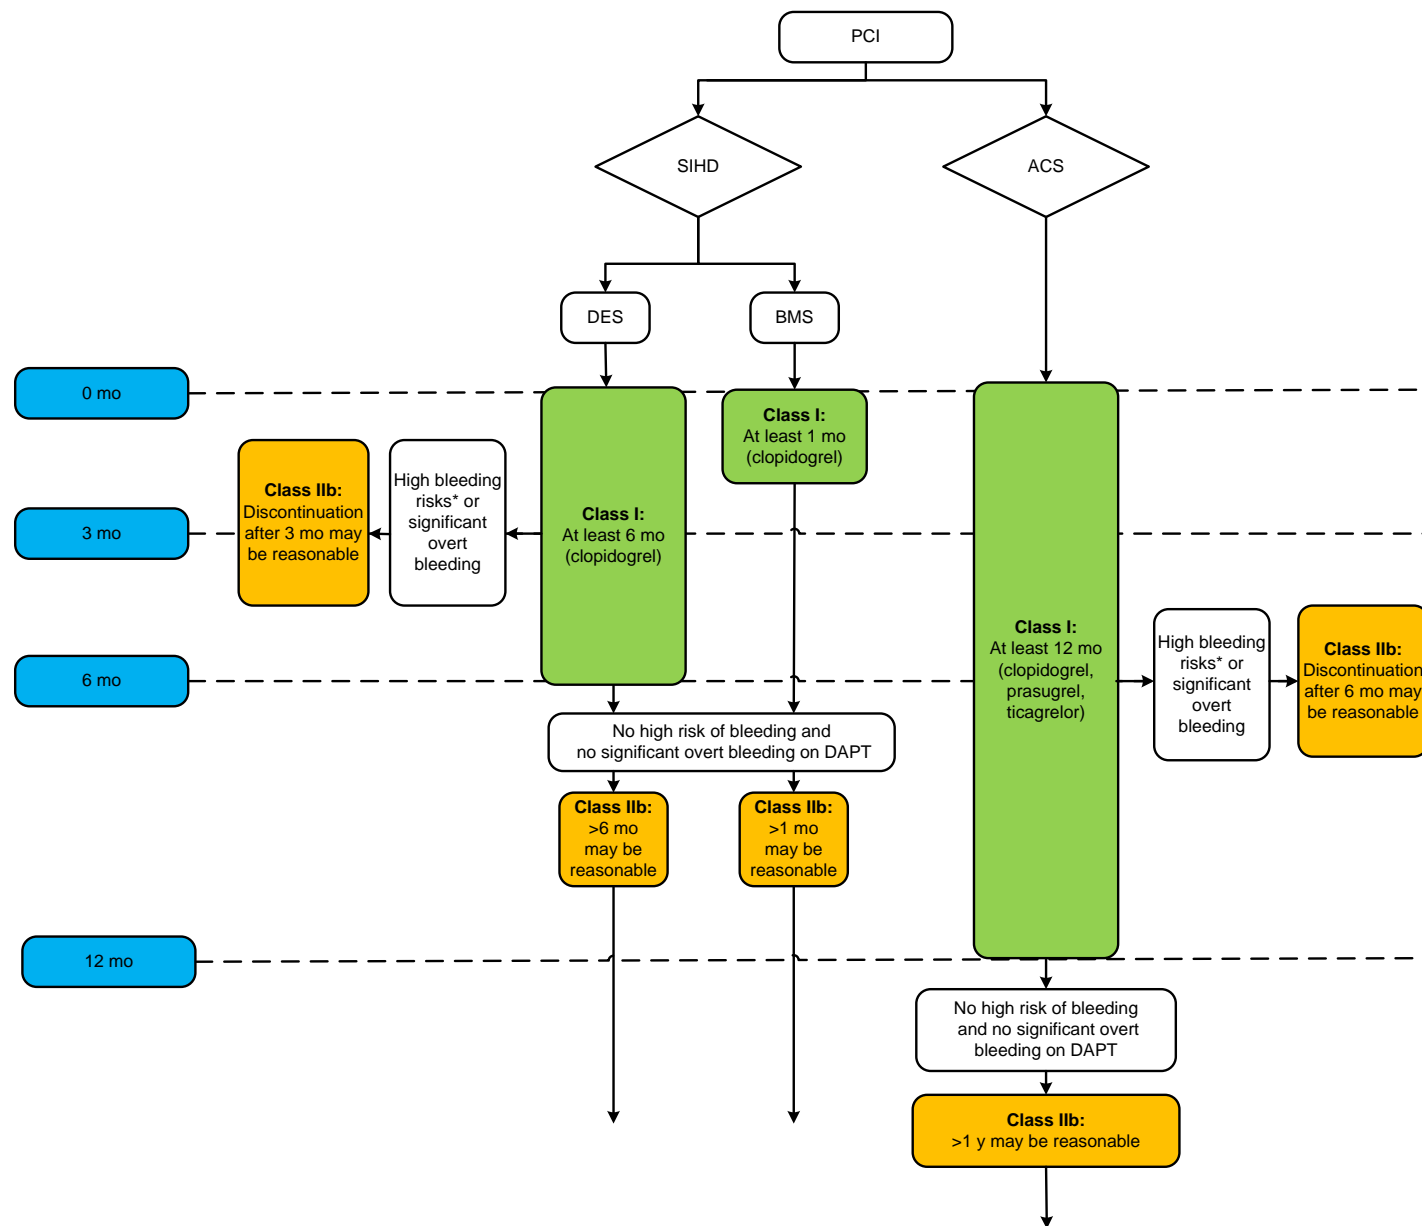 PCI
SIHD
ACS
DES
BMS
0 mo
Class I:
At least 1 mo
(clopidogrel)
Class IIb:
Discontinuation
after 3 mo may
be reasonable
High bleeding
risks* or
significant
overt
bleeding
3 mo
Class I:
At least 6 mo
(clopidogrel)
Class I:
At least 12 mo
(clopidogrel,
prasugrel,
ticagrelor)
High bleeding
risks* or
significant
overt
bleeding
Class IIb:
Discontinuation
after 6 mo may
be reasonable
6 mo
No high risk of bleeding and
no significant overt bleeding on DAPT
Class IIb:
>6 mo
may be
reasonable
Class IIb:
>1 mo
may be
reasonable
12 mo
No high risk of bleeding
and no significant overt
bleeding on DAPT
Class IIb:
>1 y may be reasonable